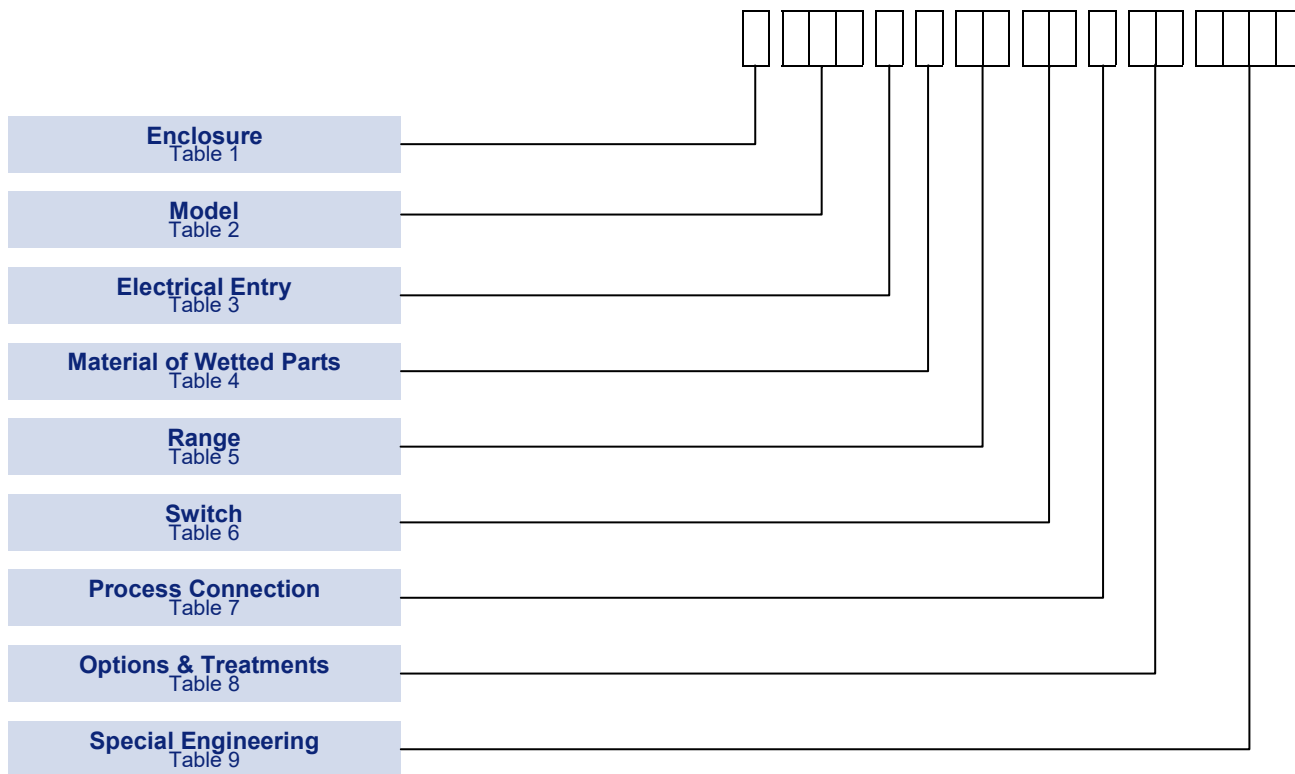 Enclosure
Table 1
Model
Table 2
Electrical Entry
Table 3
Material of Wetted Parts
Table 4
Range
Table 5
Switch
Table 6
Process Connection
Table 7
Options & Treatments
Table 8
Special Engineering
Table 9